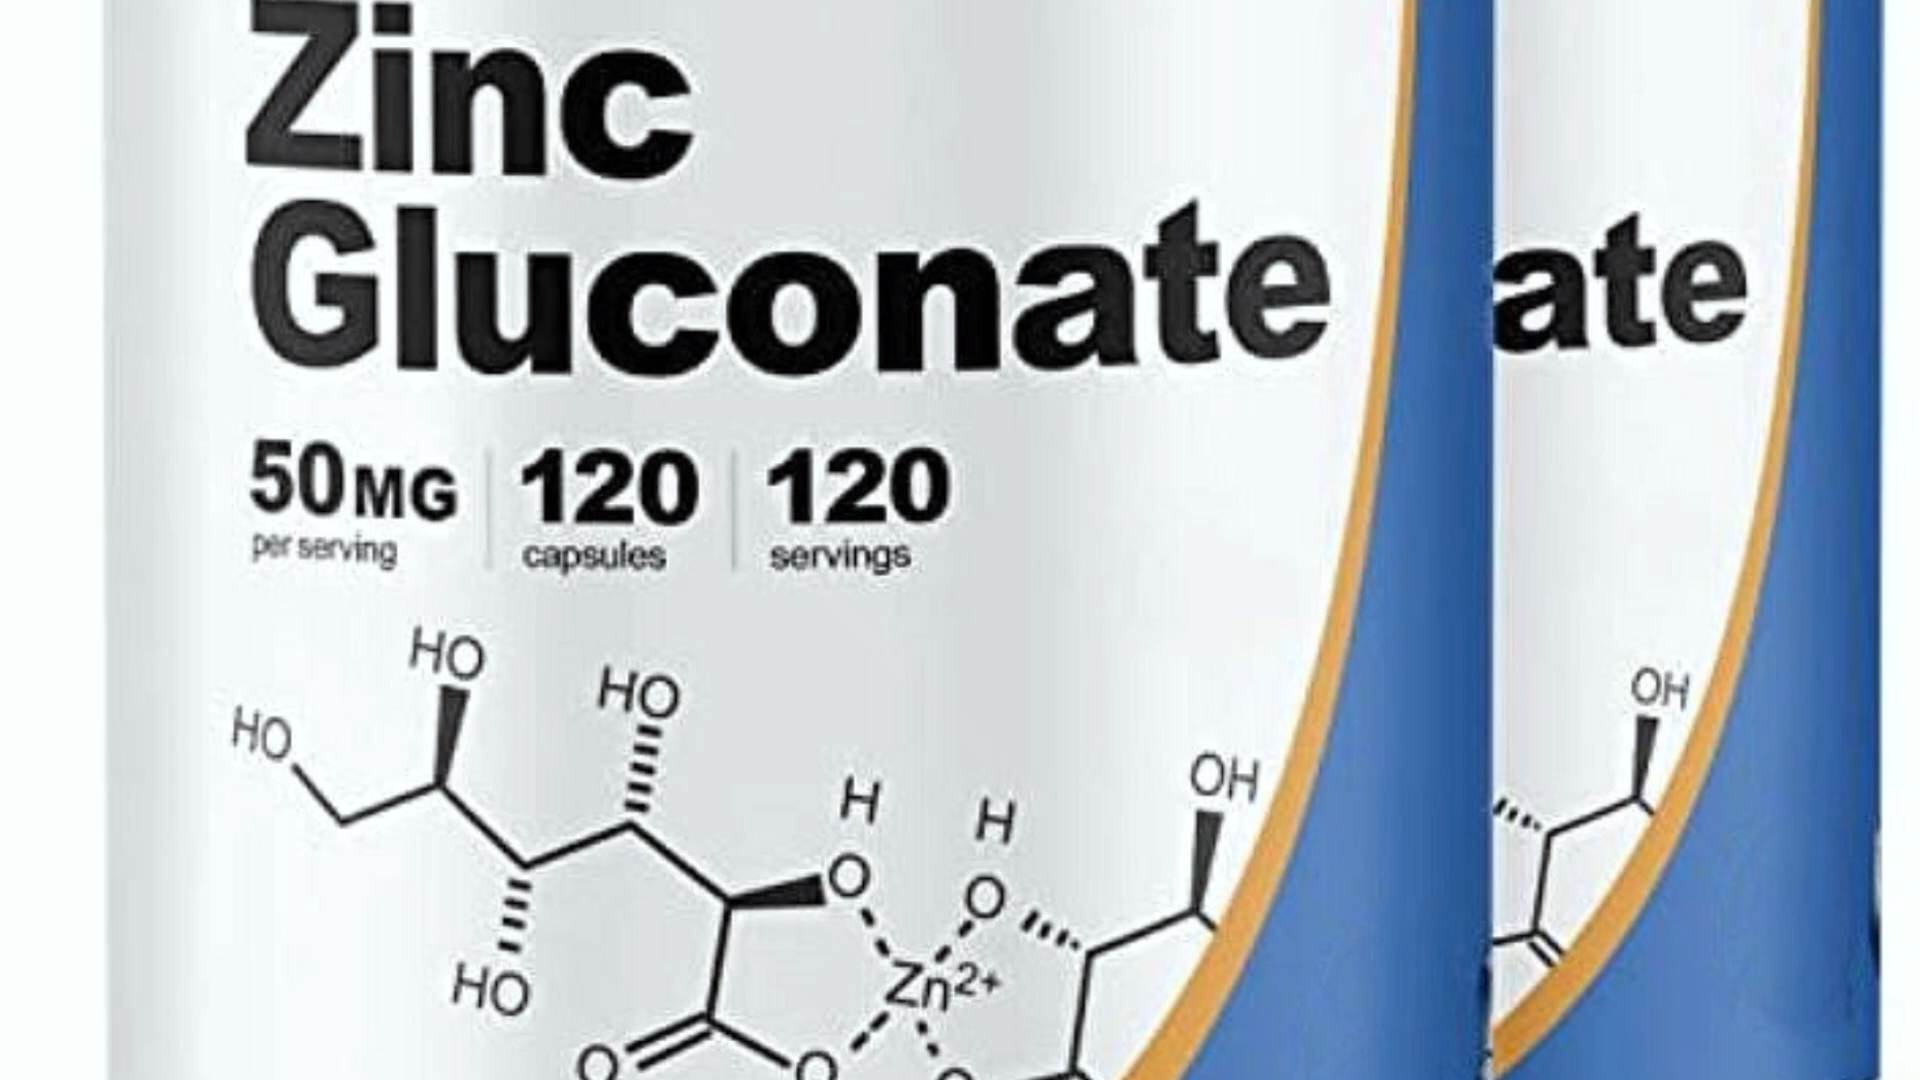 Zinc
Gluconate
50MG
per serving
120
capsules
120
servings
HO
HO
HO
HO
H
O
H
O
OH
Zn2+
O
O
O
ate
OH